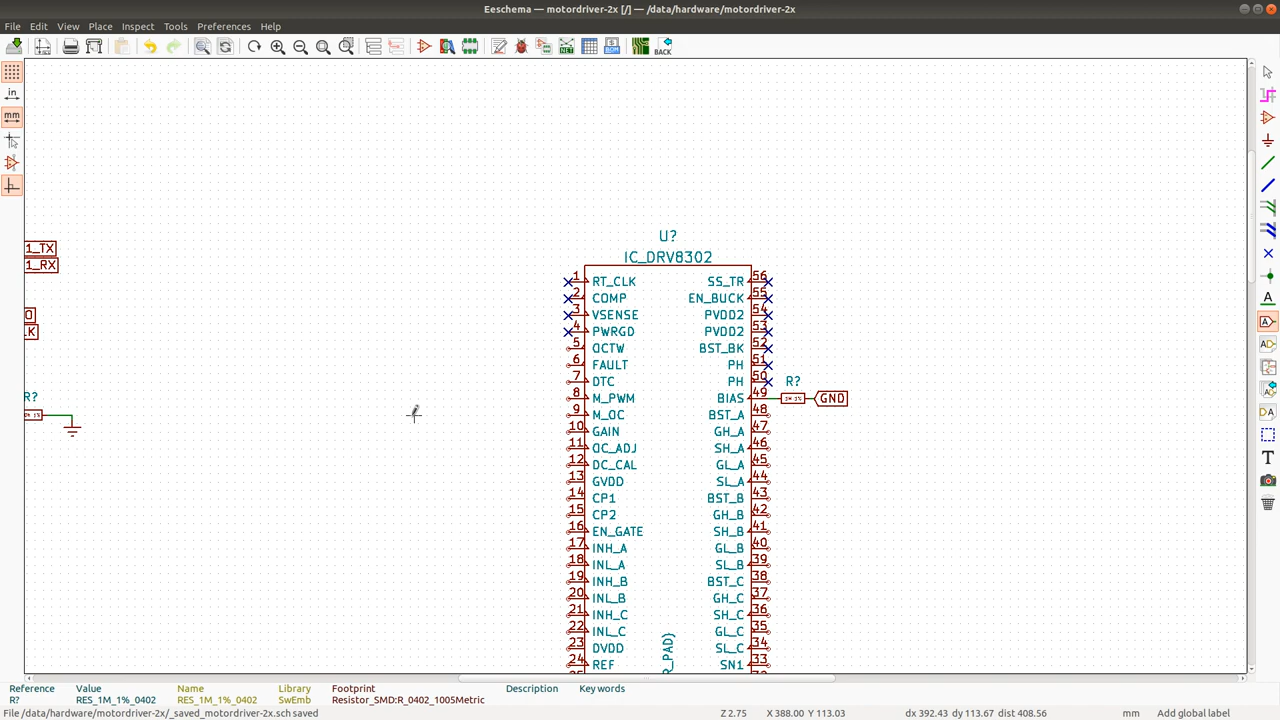 Eeschema — motordriver-2x [/] — /data/hardware/motordriver-2x
File Edit View Place Inspect Tools Preferences Help
BACK
in
mm
1_TX
1_RX
R?
U?
IC_DRV8302
1 RT_CLK SS_TR 56
2 COMP EN_BUCK 55
3 VSENSE PVDD2 54
4 PWRGD PVDD2 53
5 OCTW BST_BK 52
6 FAULT PH 51
7 DTC PH 50
R?
8 M_PWM BIAS 49 GND
9 M_OC BST_A 48
10 GAIN GH_A 47
11 OC_ADJ SH_A 46
12 DC_CAL GL_A 45
13 GVDD SL_A 44
14 CP1 BST_B 43
15 CP2 GH_B 42
16 EN_GATE SH_B 41
17 INH_A GL_B 40
18 INL_A SL_B 39
19 INH_B BST_C 38
20 INL_B GH_C 37
21 INH_C SH_C 36
22 INL_C GL_C 35
23 DVDD SL_C 34
24 REF SN1 33
R_PAD)
Reference Value Name Library Footprint Description Key words
R? RES_1M_1%_0402 RES_1M_1%_0402 SwEmb Resistor_SMD:R_0402_1005Metric
File /data/hardware/motordriver-2x/_saved_motordriver-2x.sch saved Z 2.75 X 388.00 Y 113.03 dx 392.43 dy 113.67 dist 408.56 mm Add global label